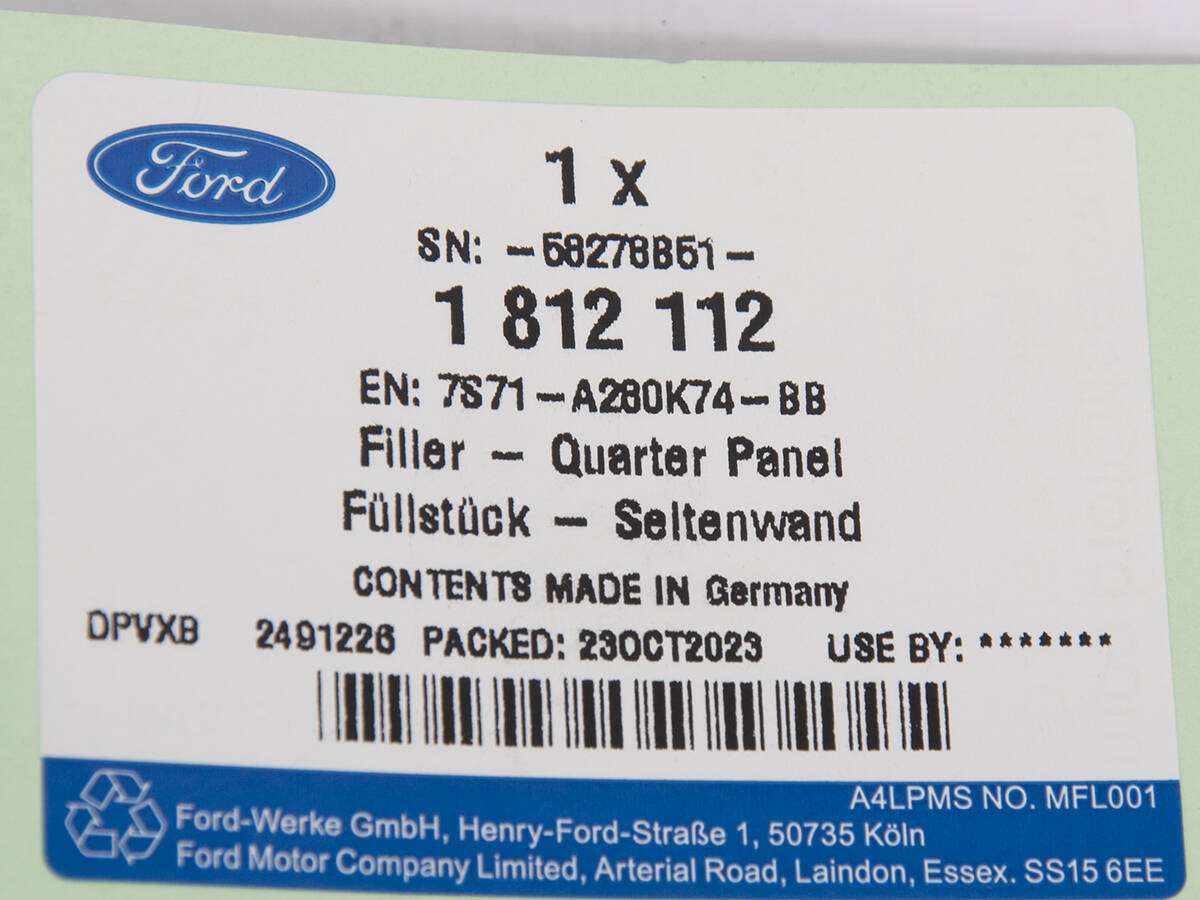 Ford
1 x
SN: -58278B51-
1 812 112
EN: 7S71-A280K74-BB
Filler - Quarter Panel
Füllstück - Seitenwand
CONTENTS MADE IN Germany
DPVXB 2491226 PACKED: 23OCT2023 USE BY: *******
A4LPMS NO. MFL001
Ford-Werke GmbH, Henry-Ford-Straße 1, 50735 Köln
Ford Motor Company Limited, Arterial Road, Laindon, Essex. SS15 6EE